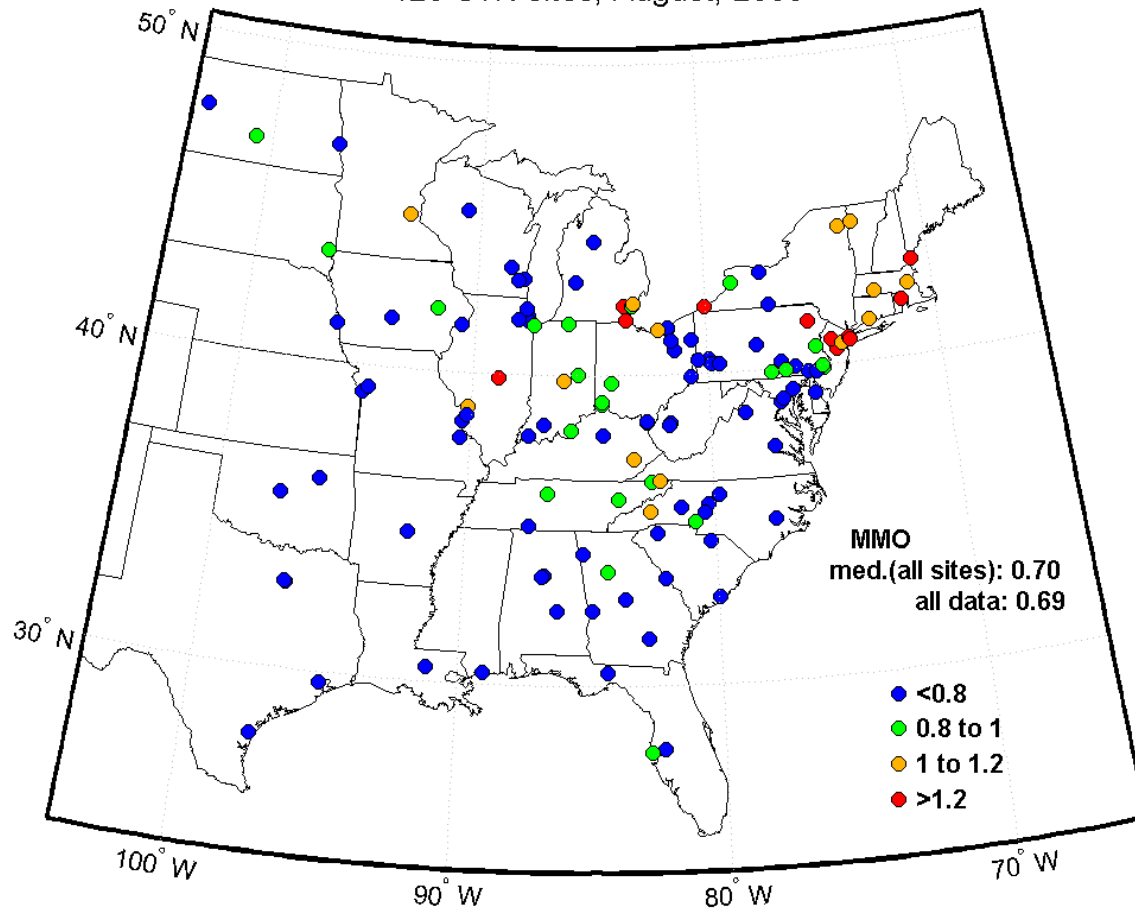 50° N
40° N
30° N
MMO
med.(all sites): 0.70
all data: 0.69
<0.8
0.8 to 1
1 to 1.2
>1.2
100° W
90° W
80° W
70° W